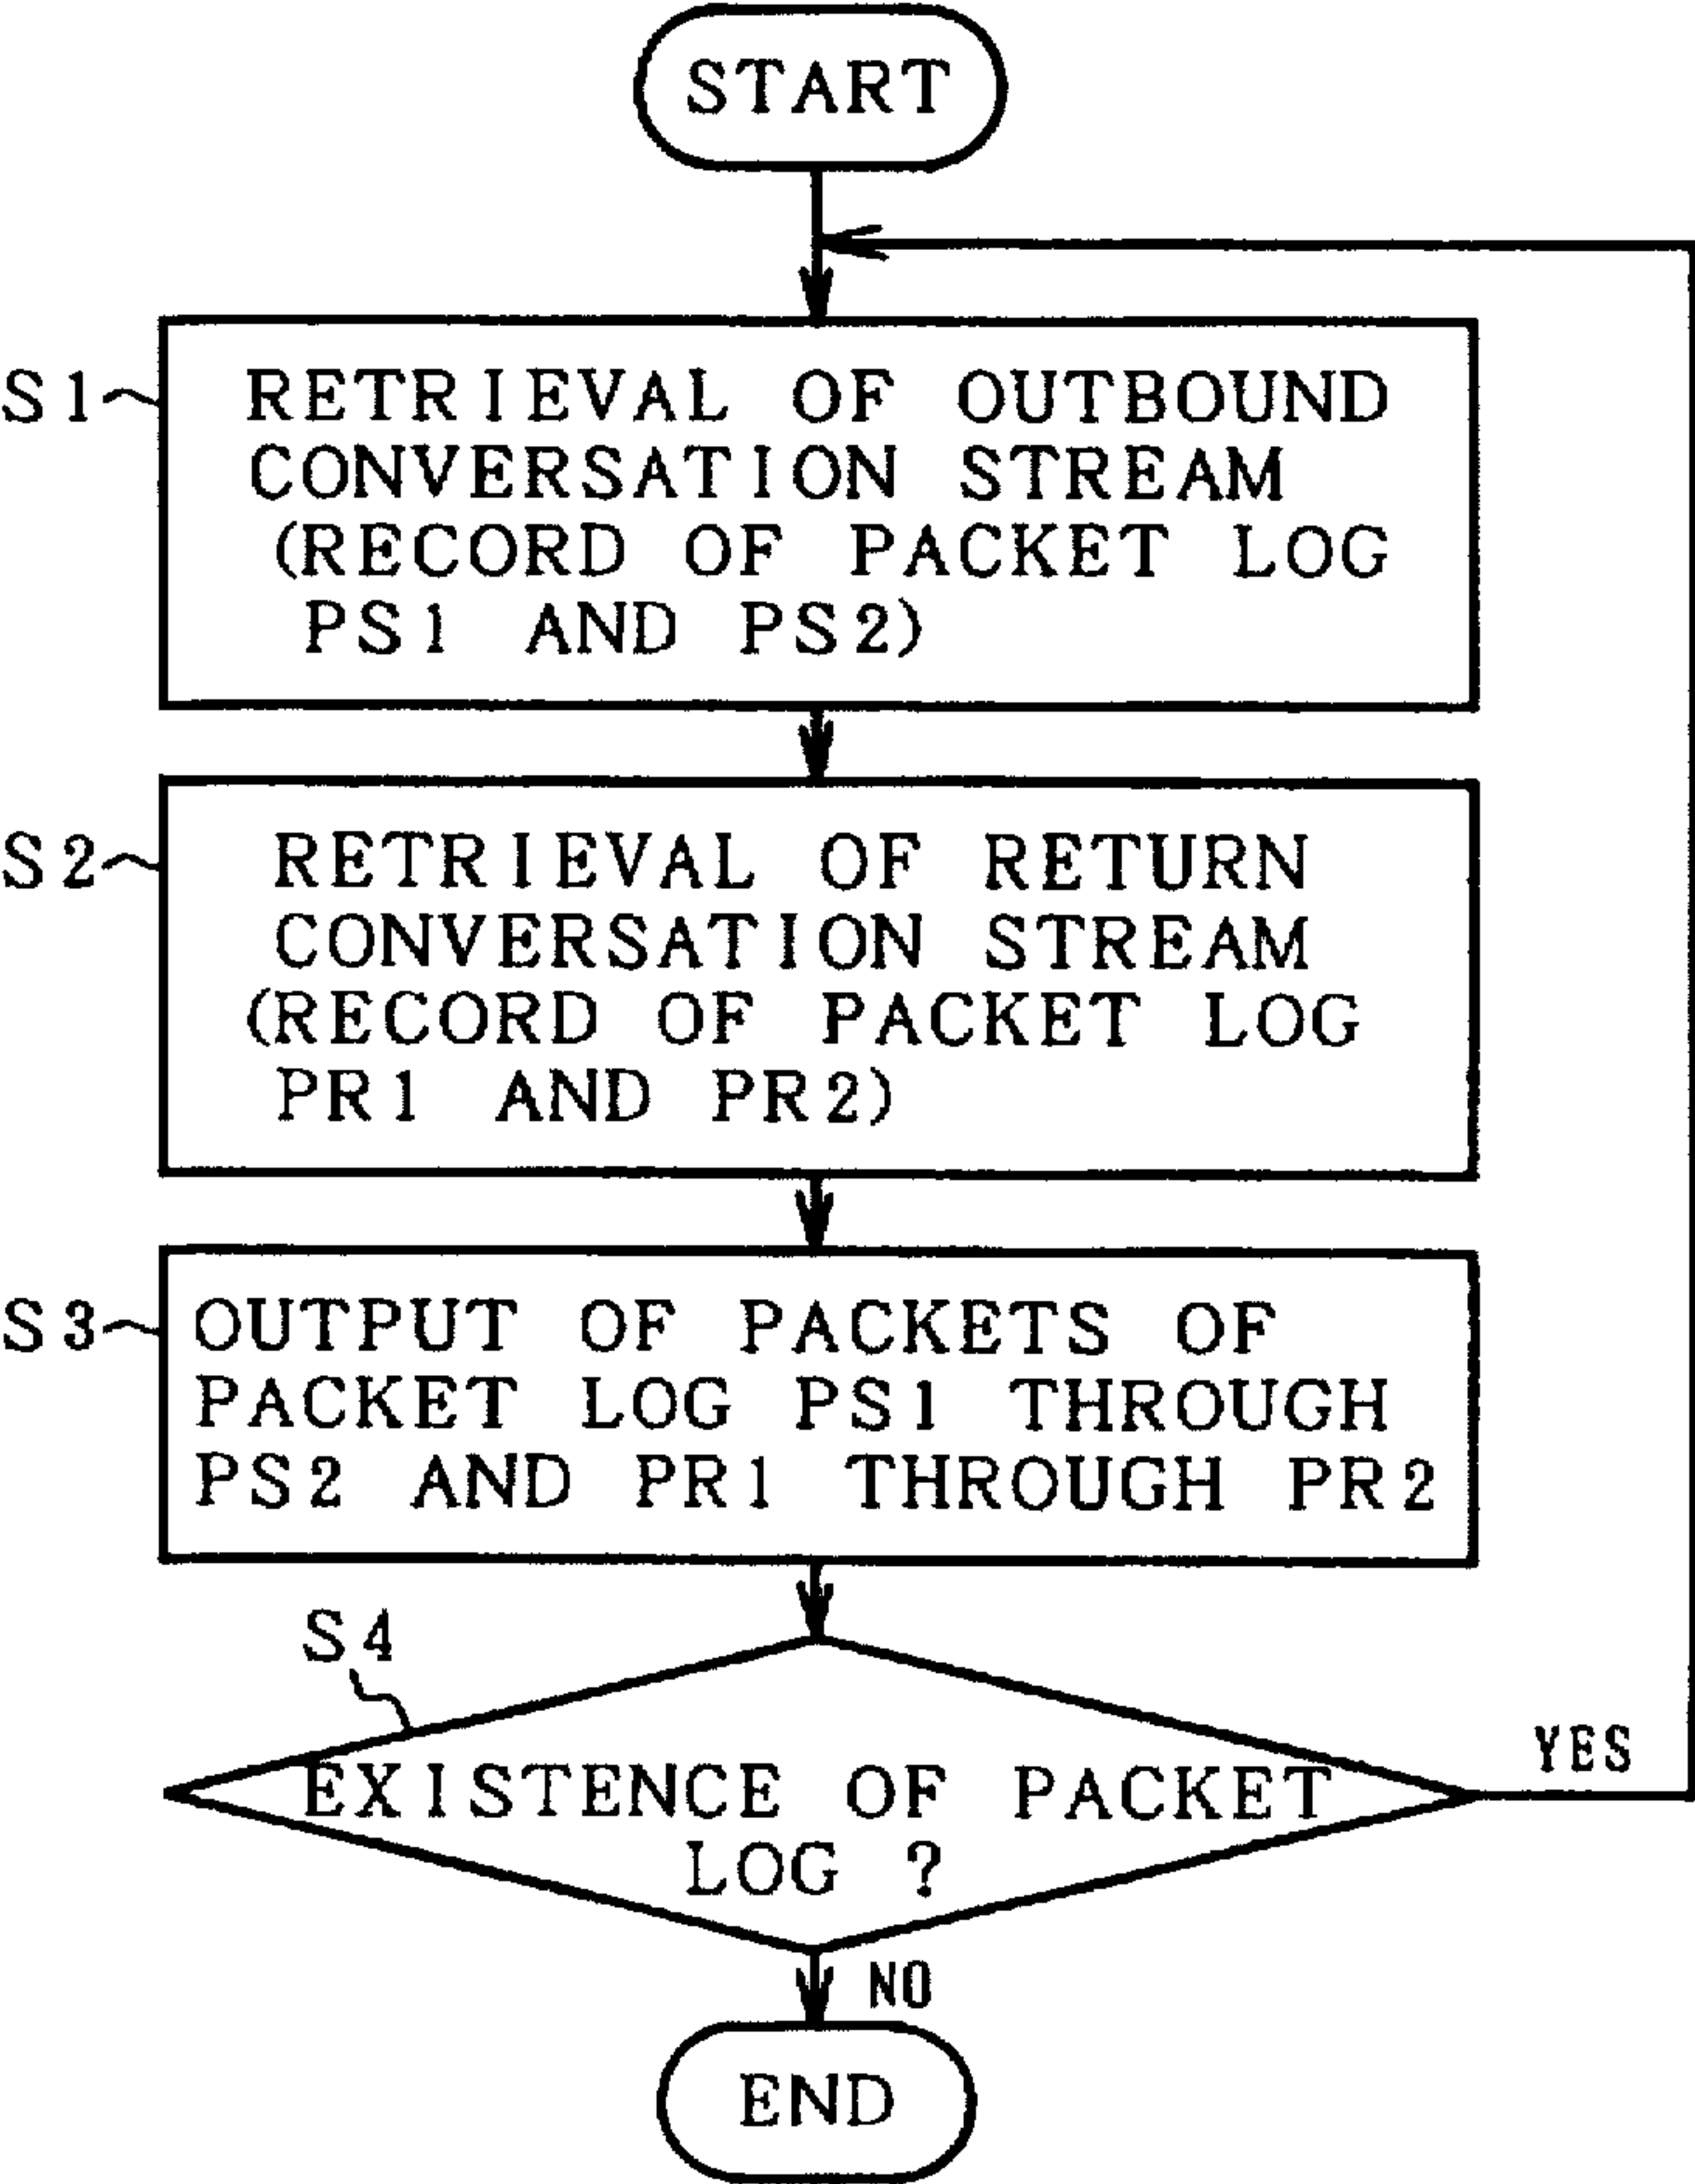 START
S1
RETRIEVAL OF OUTBOUND
CONVERSATION STREAM
(RECORD OF PACKET LOG
PS1 AND PS2)
S2
RETRIEVAL OF RETURN
CONVERSATION STREAM
(RECORD OF PACKET LOG
PR1 AND PR2)
S3
OUTPUT OF PACKETS OF
PACKET LOG PS1 THROUGH
PS2 AND PR1 THROUGH PR2
S4
EXISTENCE OF PACKET
LOG ?
YES
NO
END